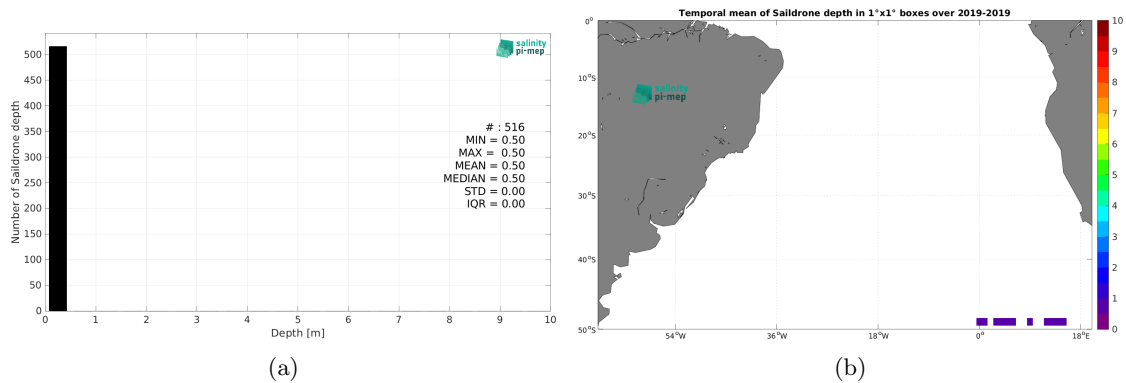 salinity
pi-mep
Number of Saildrone depth
500
450
400
350
300
250
200
150
100
50
0
# : 516
MIN = 0.50
MAX = 0.50
MEAN = 0.50
MEDIAN = 0.50
STD = 0.00
IQR = 0.00
0 1 2 3 4 5 6 7 8 9 10
Depth [m]
(a)
Temporal mean of Saildrone depth in 1°x1° boxes over 2019-2019
0°
10°S
20°S
30°S
40°S
50°S
salinity
pi-mep
54°W 36°W 18°W 0° 18°E
10
9
8
7
6
5
4
3
2
1
0
(b)